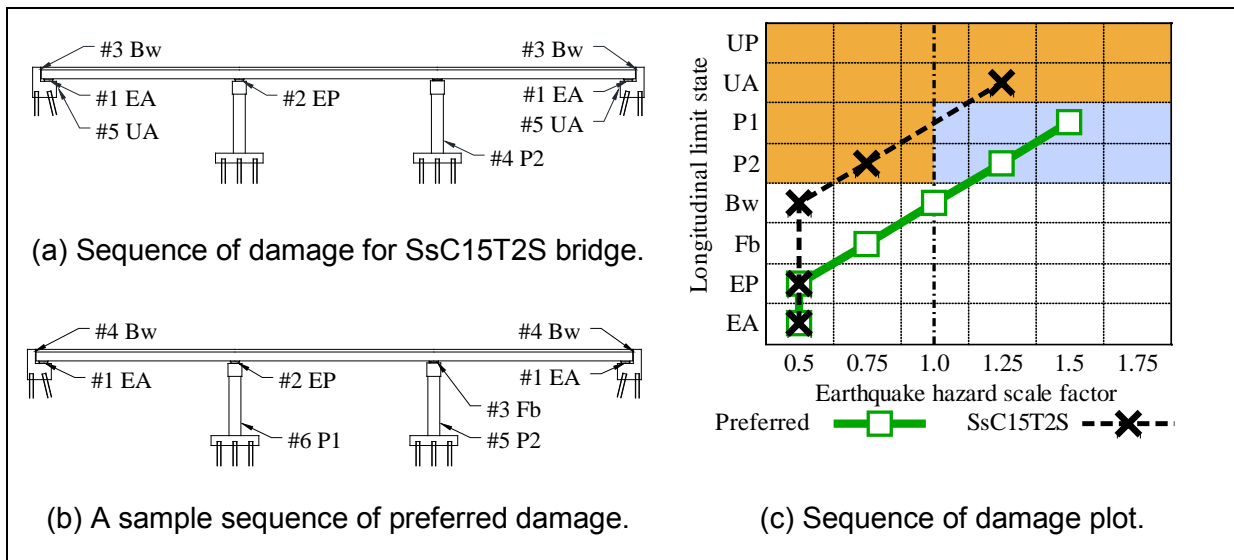 #3 Bw
#3 Bw
#1 EA
#2 EP
#1 EA
#5 UA
#5 UA
#4 P2
(a) Sequence of damage for SsC15T2S bridge.
#4 Bw
#4 Bw
#1 EA
#2 EP
#1 EA
#3 Fb
#6 P1
#5 P2
(b) A sample sequence of preferred damage.
Longitudinal limit state
UP
UA
P1
P2
Bw
Fb
EP
EA
0.5 0.75 1.0 1.25 1.5 1.75
Earthquake hazard scale factor
Preferred SsC15T2S
(c) Sequence of damage plot.